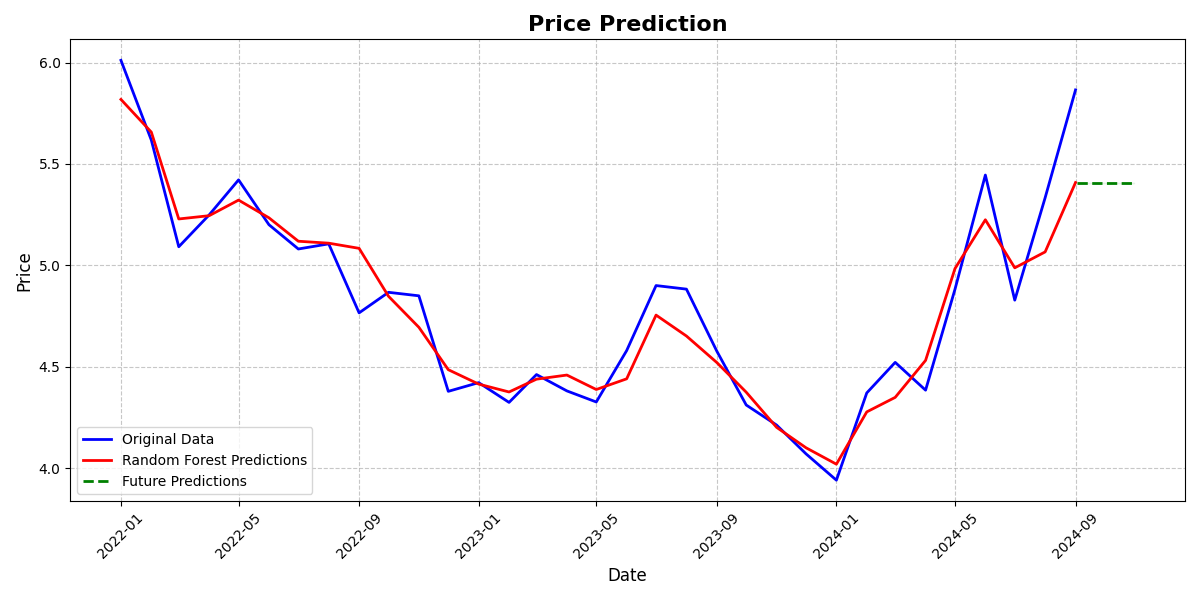 Price Prediction
6.0
5.5
5.0
4.5
4.0
Price
Original Data
Random Forest Predictions
Future Predictions
2022-01
2022-05
2022-09
2023-01
2023-05
2023-09
2024-01
2024-05
2024-09
Date